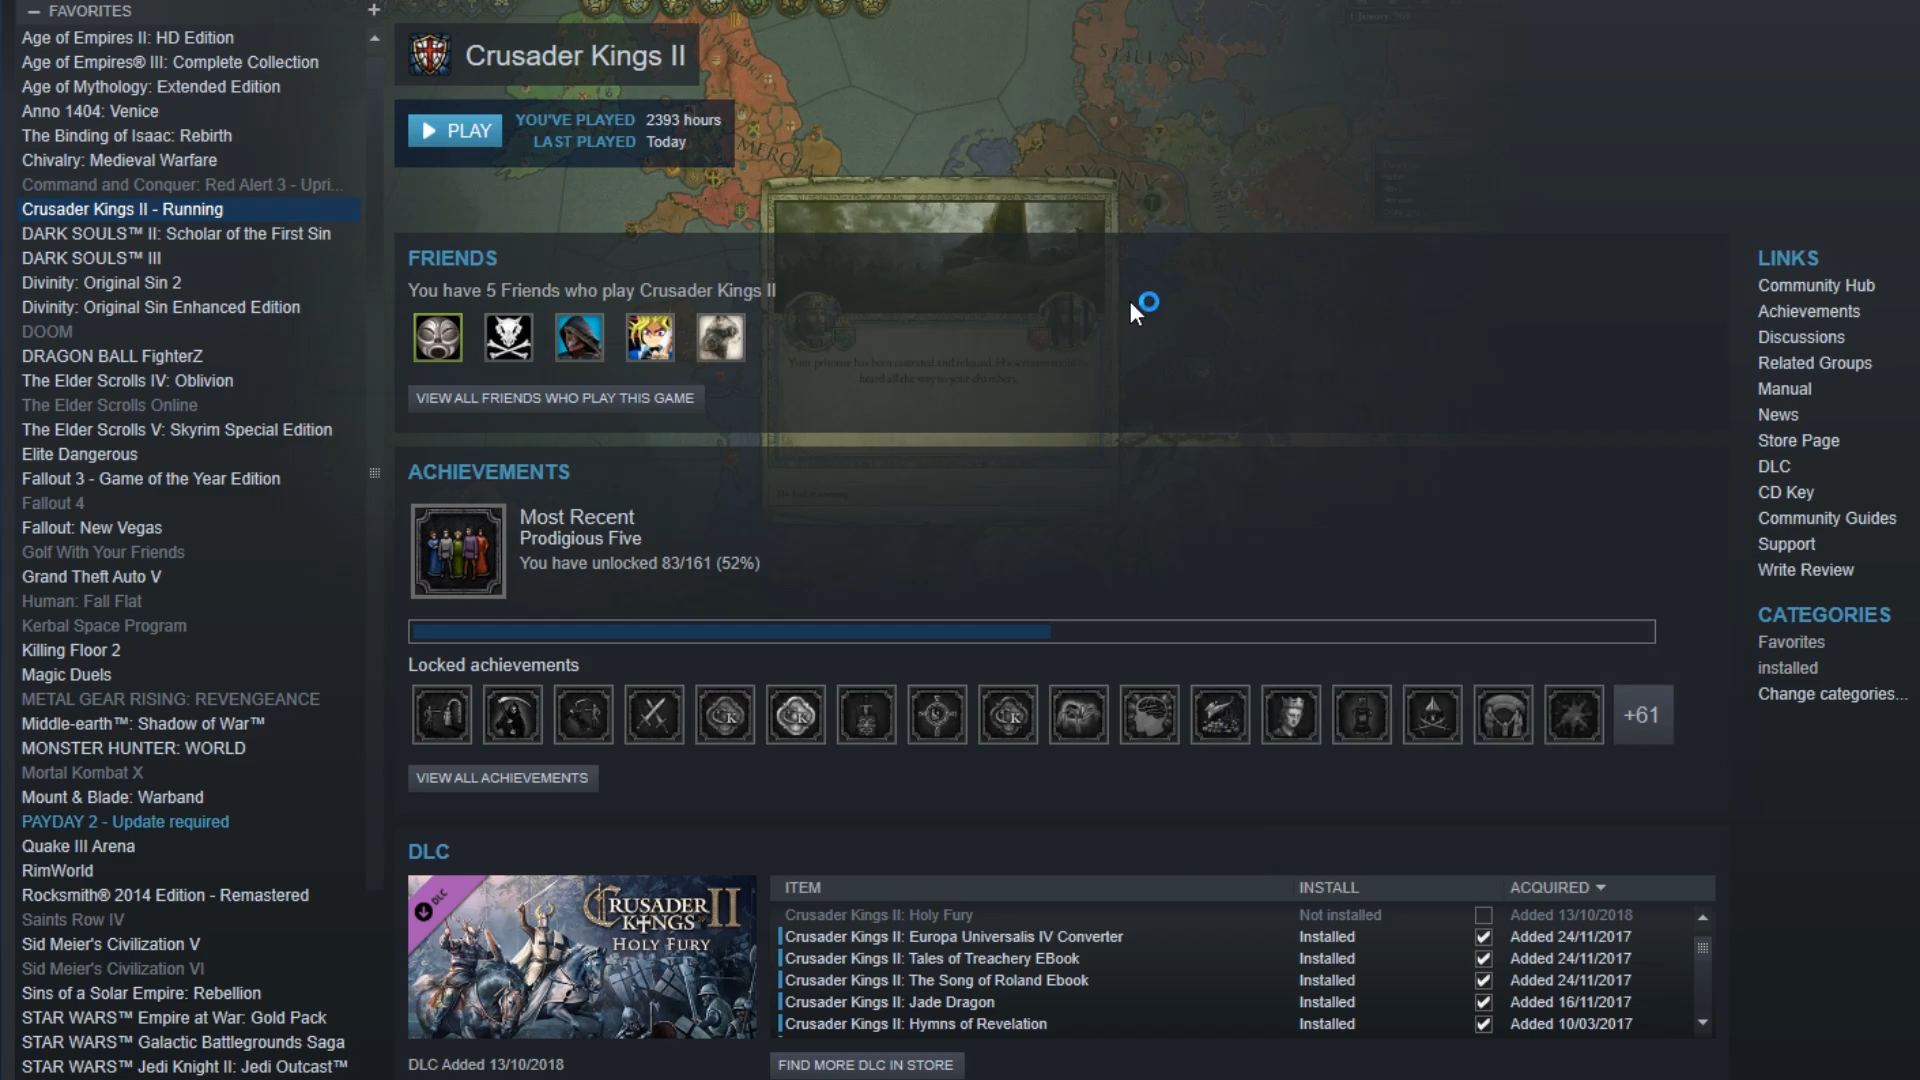 FAVORITES
Age of Empires II: HD Edition
Age of Empires® III: Complete Collection
Age of Mythology: Extended Edition
Anno 1404: Venice
The Binding of Isaac: Rebirth
Chivalry: Medieval Warfare
Command and Conquer: Red Alert 3 - Upri...
Crusader Kings II - Running
DARK SOULS™ II: Scholar of the First Sin
DARK SOULS™ III
Divinity: Original Sin 2
Divinity: Original Sin Enhanced Edition
DOOM
DRAGON BALL FighterZ
The Elder Scrolls IV: Oblivion
The Elder Scrolls Online
The Elder Scrolls V: Skyrim Special Edition
Elite Dangerous
Fallout 3 - Game of the Year Edition
Fallout 4
Fallout: New Vegas
Golf With Your Friends
Grand Theft Auto V
Human: Fall Flat
Kerbal Space Program
Killing Floor 2
Magic Duels
METAL GEAR RISING: REVENGEANCE
Middle-earth™: Shadow of War™
MONSTER HUNTER: WORLD
Mortal Kombat X
Mount & Blade: Warband
PAYDAY 2 - Update required
Quake III Arena
RimWorld
Rocksmith® 2014 Edition - Remastered
Saints Row IV
Sid Meier's Civilization V
Sid Meier's Civilization VI
Sins of a Solar Empire: Rebellion
STAR WARS™ Empire at War: Gold Pack
STAR WARS™ Galactic Battlegrounds Saga
STAR WARS™ Jedi Knight II: Jedi Outcast™
Crusader Kings II
PLAY
YOU'VE PLAYED 2393 hours
LAST PLAYED Today
MERCIA
SAXONY
FRIENDS
You have 5 Friends who play Crusader Kings II
Your prisoner has been castrated and released.
heard all the way to your chambers.
VIEW ALL FRIENDS WHO PLAY THIS GAME
ACHIEVEMENTS
Most Recent
Prodigious Five
You have unlocked 83/161 (52%)
Locked achievements
+61
VIEW ALL ACHIEVEMENTS
DLC
DLC
CRUSADER KINGS II
HOLY FURY
DLC Added 13/10/2018
ITEM INSTALL ACQUIRED
Crusader Kings II: Holy Fury Not installed Added 13/10/2018
Crusader Kings II: Europa Universalis IV Converter Installed Added 24/11/2017
Crusader Kings II: Tales of Treachery EBook Installed Added 24/11/2017
Crusader Kings II: The Song of Roland Ebook Installed Added 24/11/2017
Crusader Kings II: Jade Dragon Installed Added 16/11/2017
Crusader Kings II: Hymns of Revelation Installed Added 10/03/2017
FIND MORE DLC IN STORE
LINKS
Community Hub
Achievements
Discussions
Related Groups
Manual
News
Store Page
DLC
CD Key
Community Guides
Support
Write Review
CATEGORIES
Favorites
installed
Change categories...